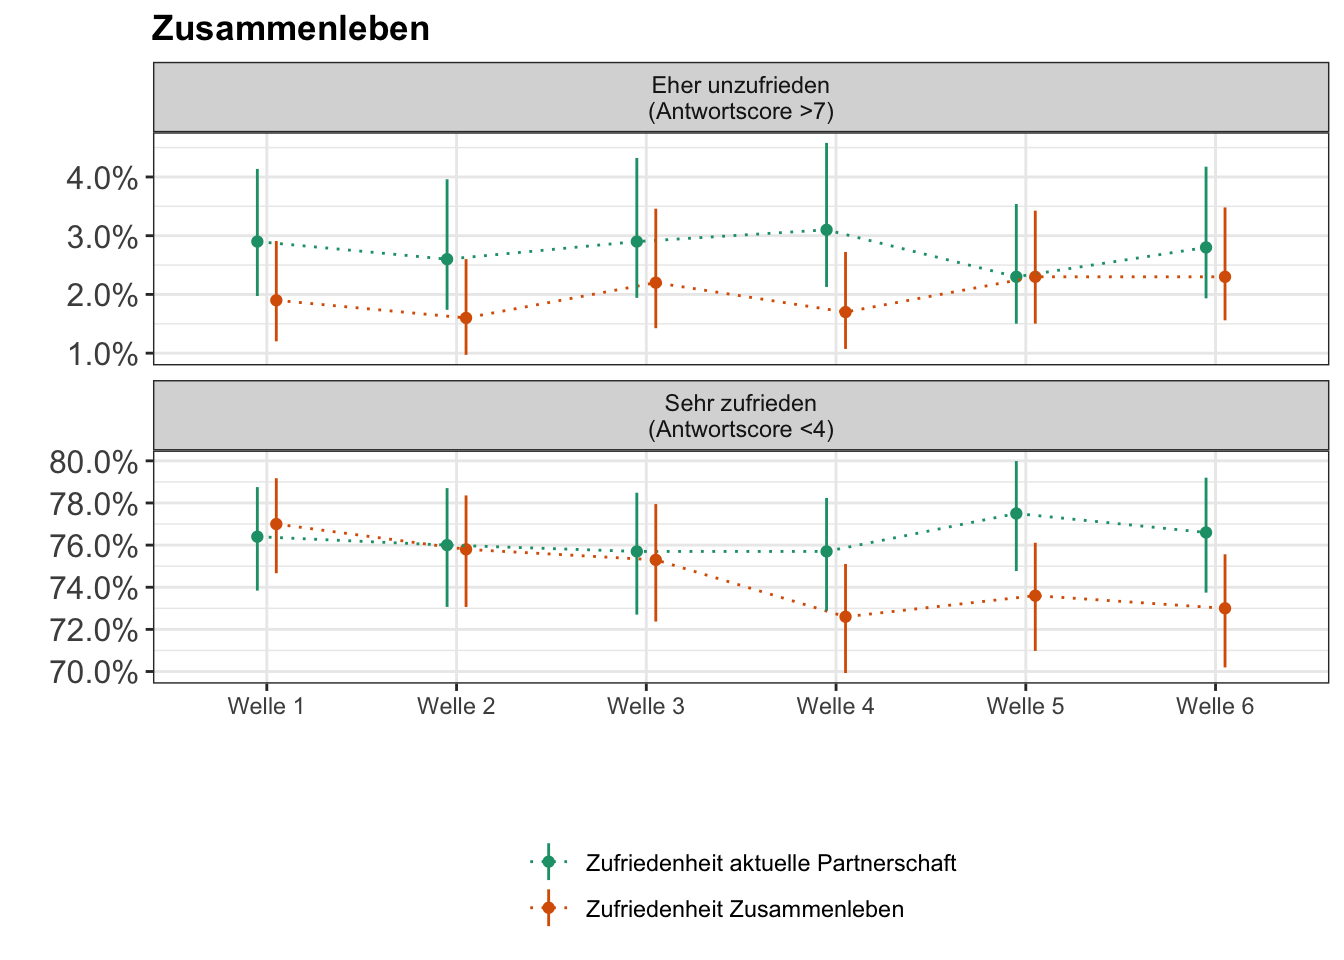 Zusammenleben
Eher unzufrieden
(Antwortscore >7)
4.0%
3.0%
2.0%
1.0%
Sehr zufrieden
(Antwortscore <4)
80.0%
78.0%
76.0%
74.0%
72.0%
70.0%
Welle 1 Welle 2 Welle 3 Welle 4 Welle 5 Welle 6
Zufriedenheit aktuelle Partnerschaft
Zufriedenheit Zusammenleben